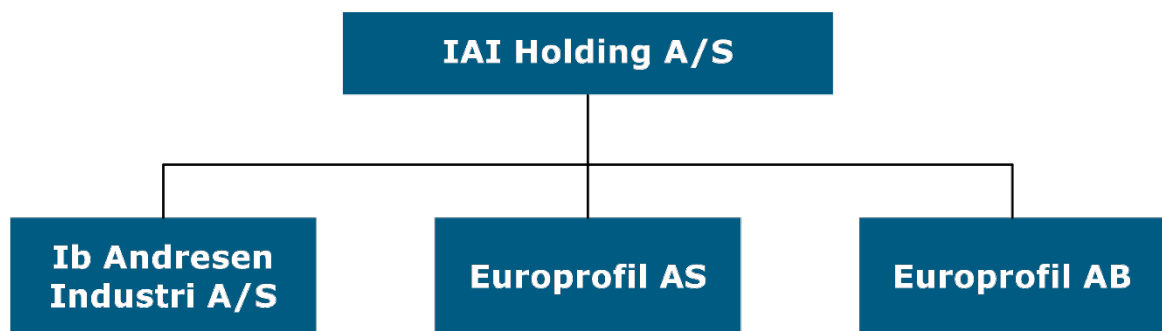 IAI Holding A/S
Ib Andresen
Industri A/S
Europrofil AS
Europrofil AB